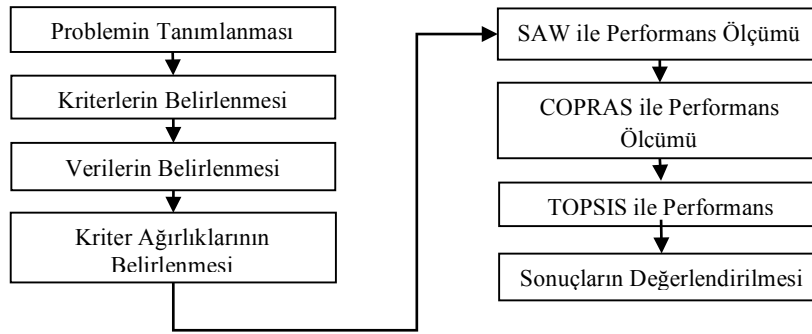 Problemin Tanımlanması
Kriterlerin Belirlenmesi
Verilerin Belirlenmesi
Kriter Ağırlıklarının
Belirlenmesi
SAW ile Performans Ölçümü
COPRAS ile Performans
Ölçümü
TOPSIS ile Performans
Sonuçların Değerlendirilmesi